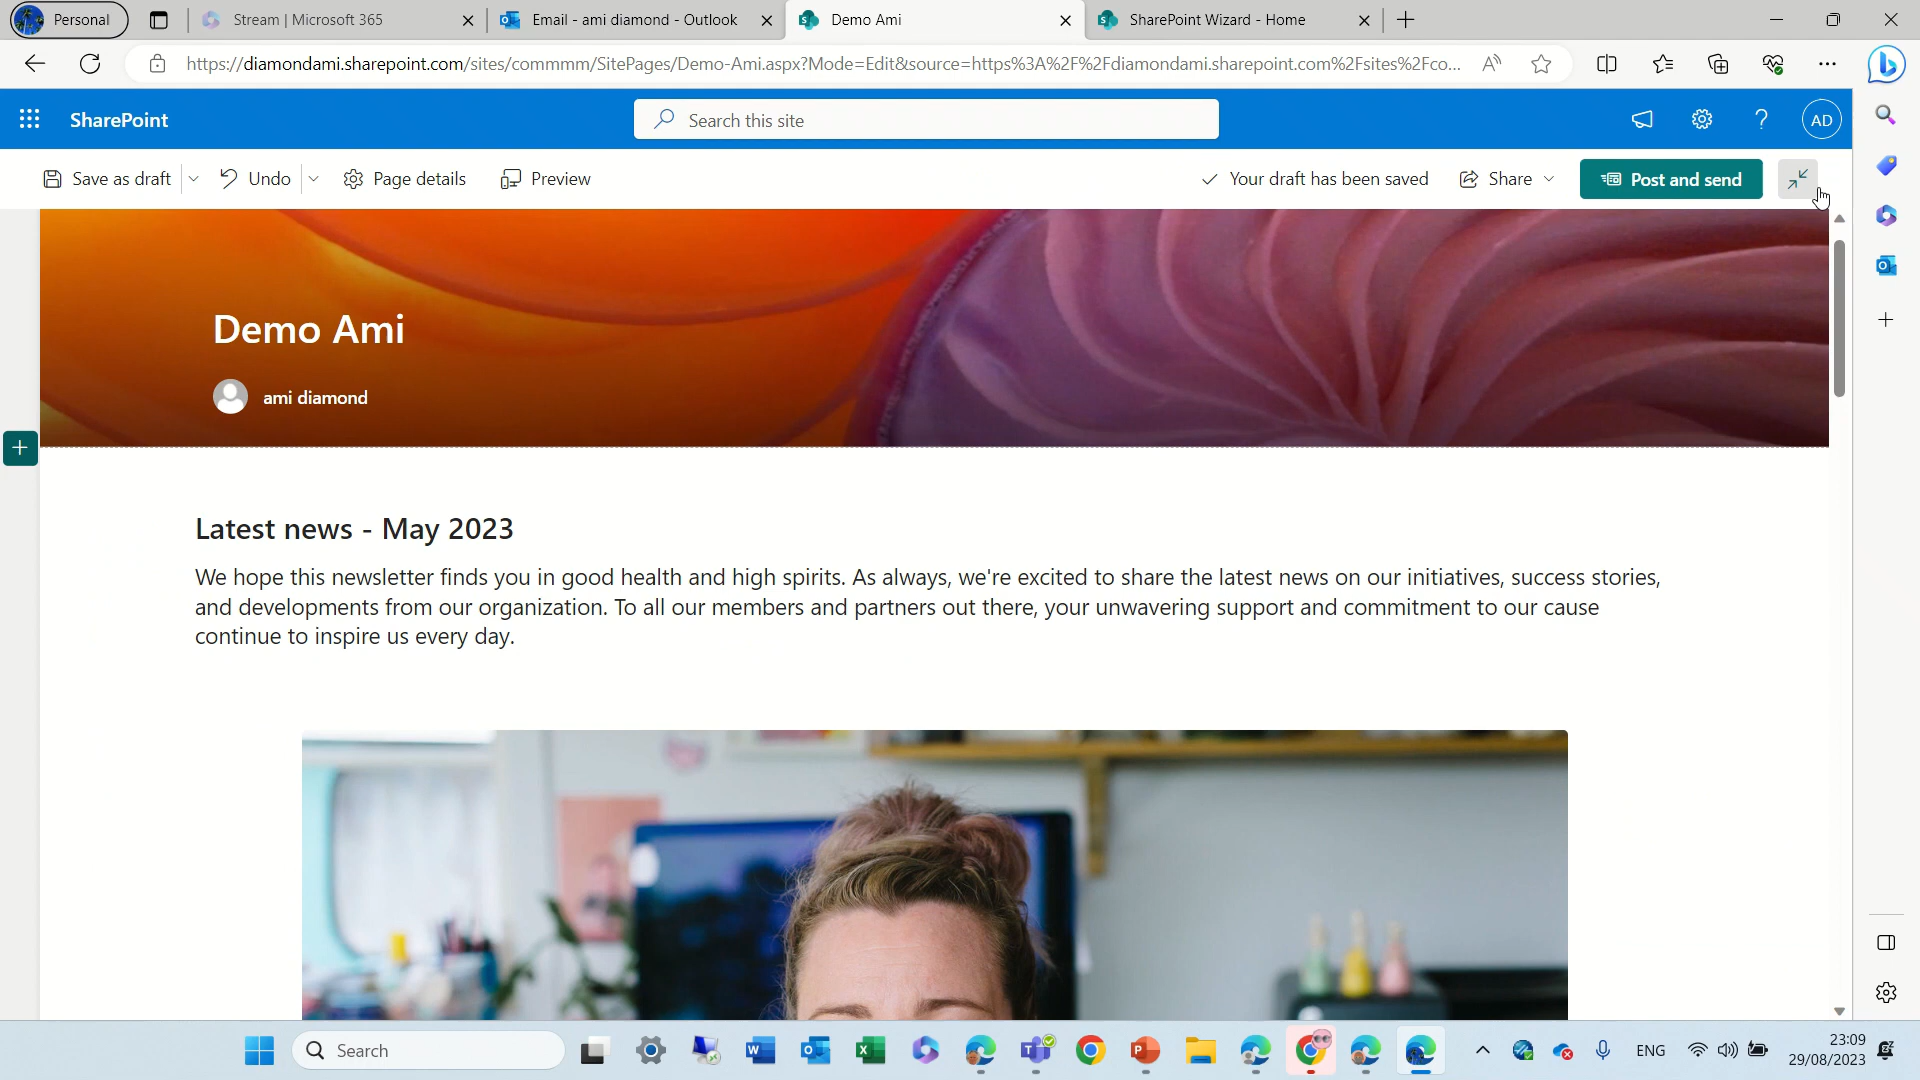 Personal
Stream | Microsoft 365
Email - ami diamond - Outlook
Demo Ami
SharePoint Wizard - Home
https://diamondami.sharepoint.com/sites/commmm/SitePages/Demo-Ami.aspx?Mode=Edit&source=https%3A%2F%2Fdiamondami.sharepoint.com%2Fsites%2Fco...
SharePoint
Search this site
AD
Save as draft
Undo
Page details
Preview
Your draft has been saved
Share
Post and send
Demo Ami
ami diamond
Latest news - May 2023
We hope this newsletter finds you in good health and high spirits. As always, we're excited to share the latest news on our initiatives, success stories,
and developments from our organization. To all our members and partners out there, your unwavering support and commitment to our cause
continue to inspire us every day.
Search
ENG
23:09
29/08/2023